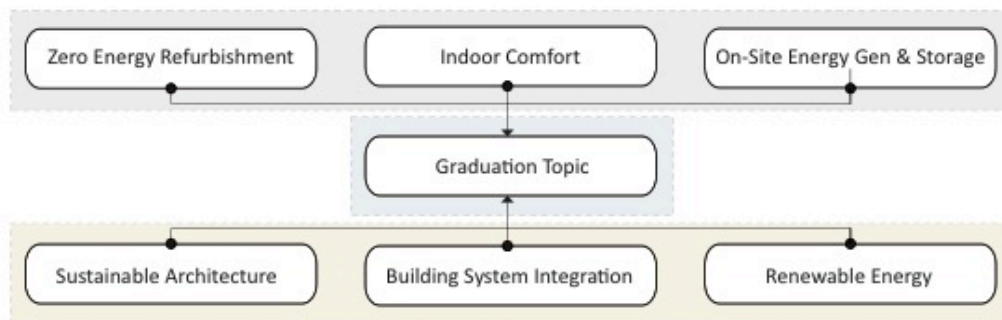 Zero Energy Refurbishment
Indoor Comfort
On-Site Energy Gen & Storage
Graduation Topic
Sustainable Architecture
Building System Integration
Renewable Energy